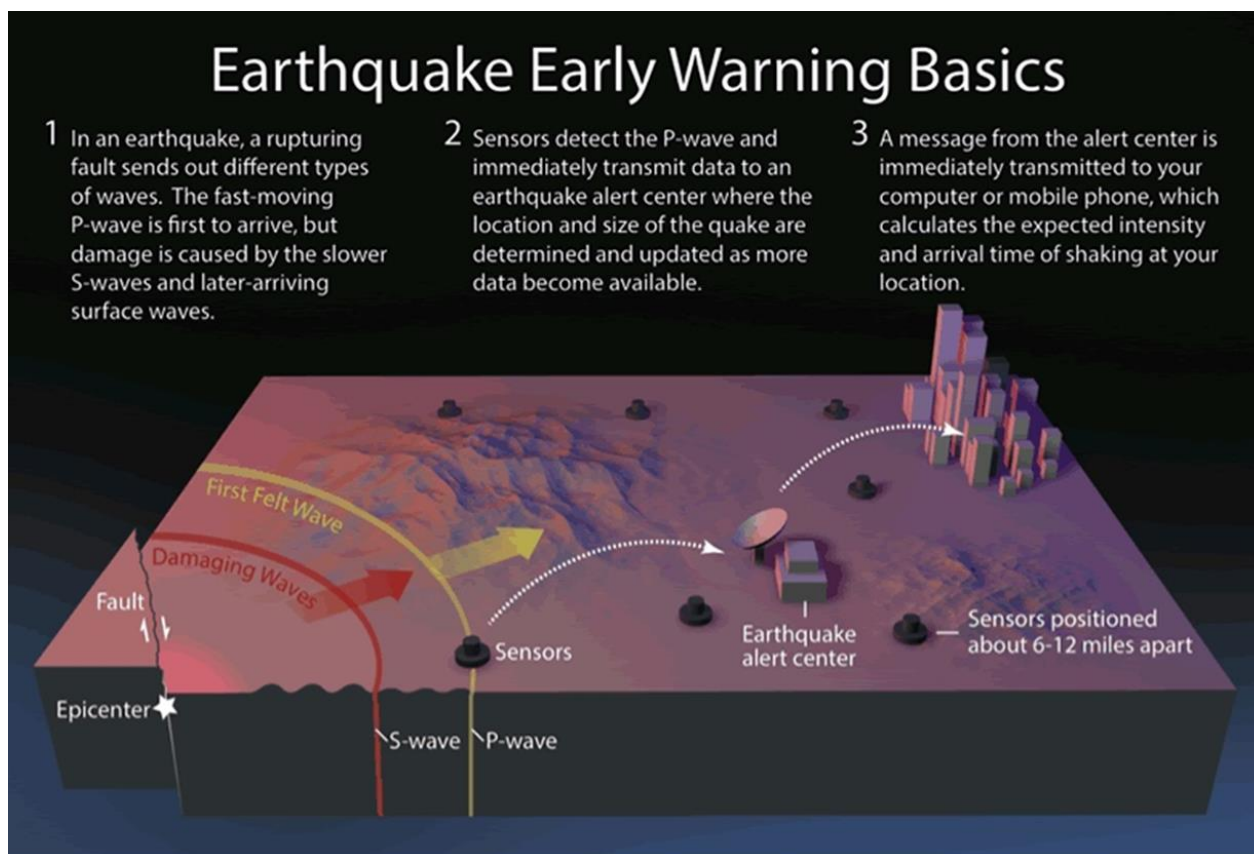 Earthquake Early Warning Basics
1 In an earthquake, a rupturing
fault sends out different types
of waves. The fast-moving
P-wave is first to arrive, but
damage is caused by the slower
S-waves and later-arriving
surface waves.
2 Sensors detect the P-wave and
immediately transmit data to an
earthquake alert center where the
location and size of the quake are
determined and updated as more
data become available.
3 A message from the alert center is
immediately transmitted to your
computer or mobile phone, which
calculates the expected intensity
and arrival time of shaking at your
location.
First Felt Wave
Damaging Waves
Fault
Sensors
Earthquake
alert center
Sensors positioned
about 6-12 miles apart
Epicenter
S-wave
P-wave